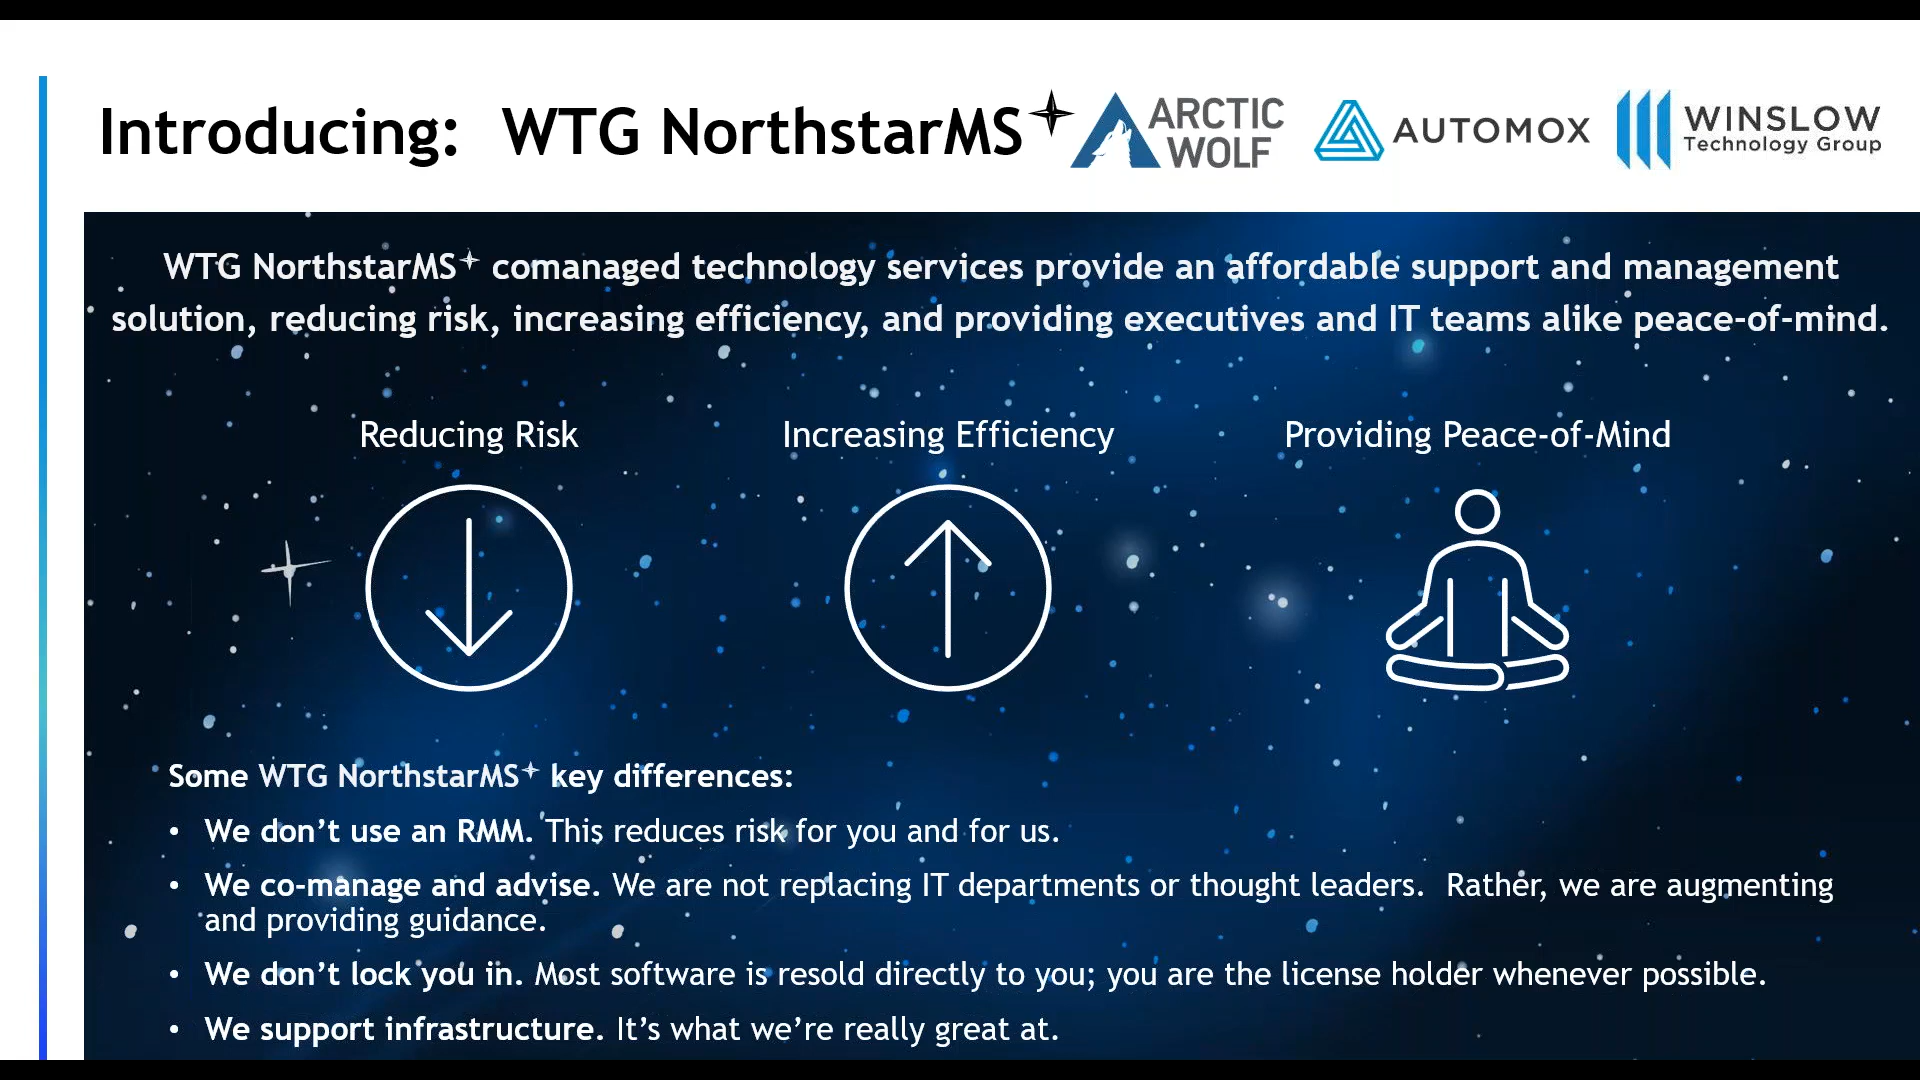 Introducing:  WTG NorthstarMS
ARCTIC
WOLF
AUTOMOX
WINSLOW
Technology Group
WTG NorthstarMS comanaged technology services provide an affordable support and management
solution, reducing risk, increasing efficiency, and providing executives and IT teams alike peace-of-mind.
Reducing Risk
Increasing Efficiency
Providing Peace-of-Mind
Some WTG NorthstarMS key differences:
• We don’t use an RMM. This reduces risk for you and for us.
• We co-manage and advise. We are not replacing IT departments or thought leaders.  Rather, we are augmenting
and providing guidance.
• We don’t lock you in. Most software is resold directly to you; you are the license holder whenever possible.
• We support infrastructure. It’s what we’re really great at.